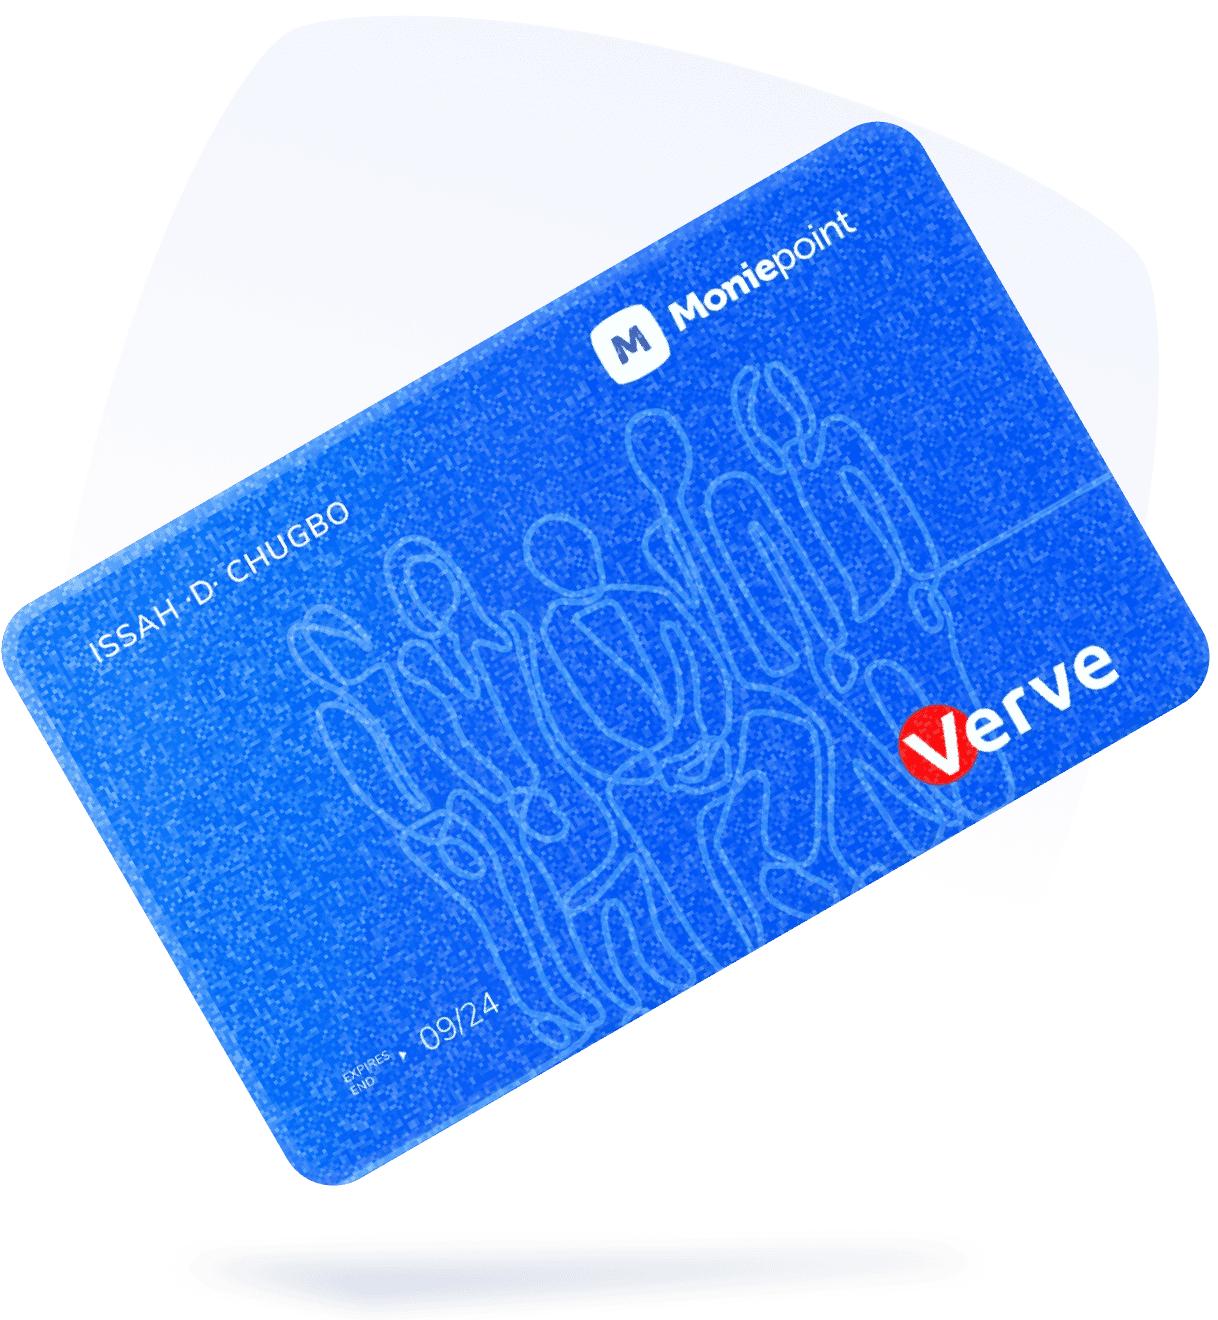 M Moniepoint
ISSAH ·D· CHUGBO
Verve
EXPIRES
END
09/24